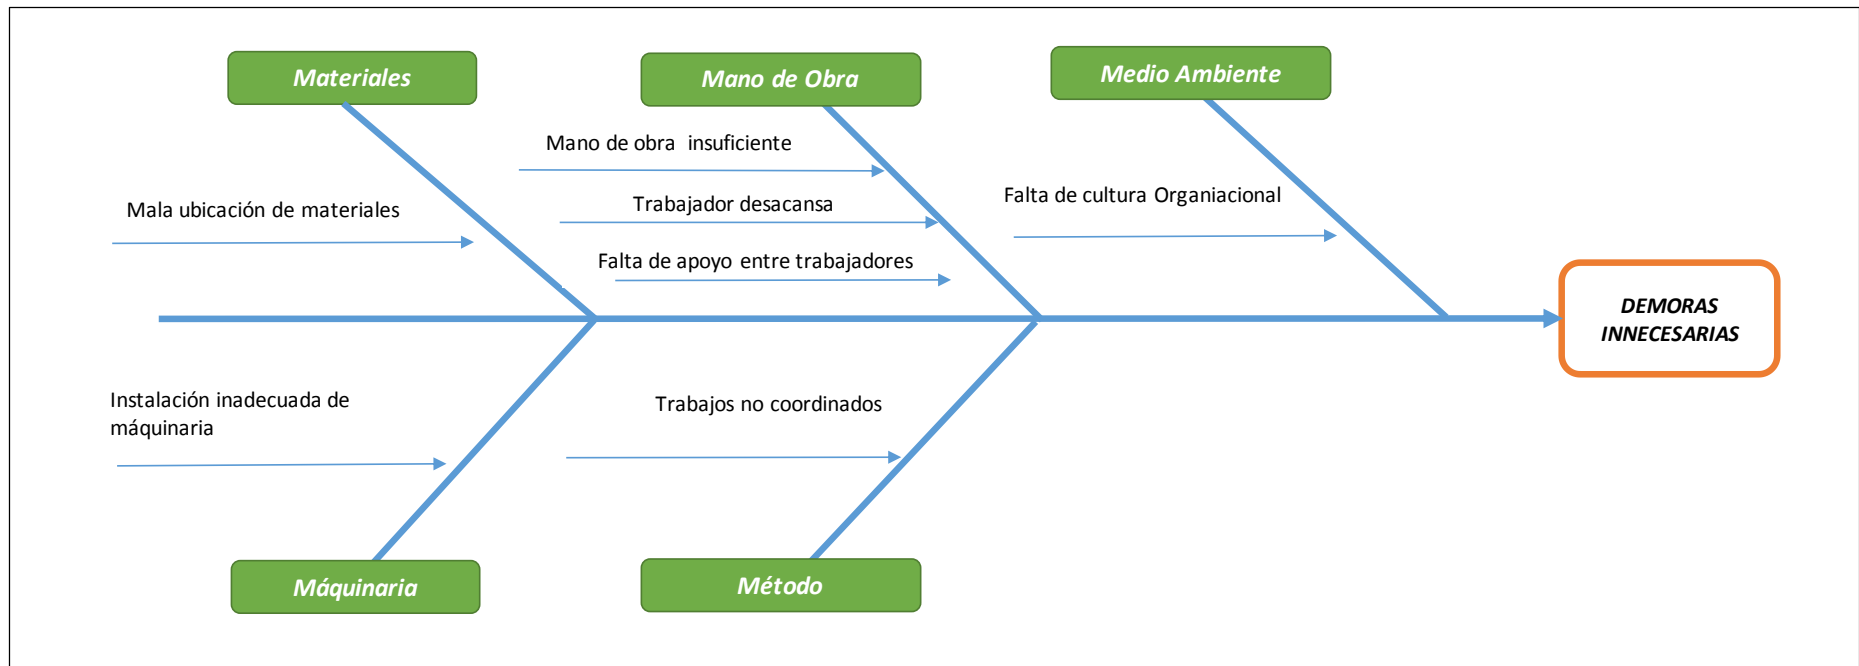 Materiales
Mano de Obra
Medio Ambiente
Mano de obra  insuficiente
Mala ubicación de materiales
Trabajador desacansa
Falta de cultura Organiacional
Falta de apoyo entre trabajadores
DEMORAS
INNECESARIAS
Instalación inadecuada de
máquinaria
Trabajos no coordinados
Máquinaria
Método